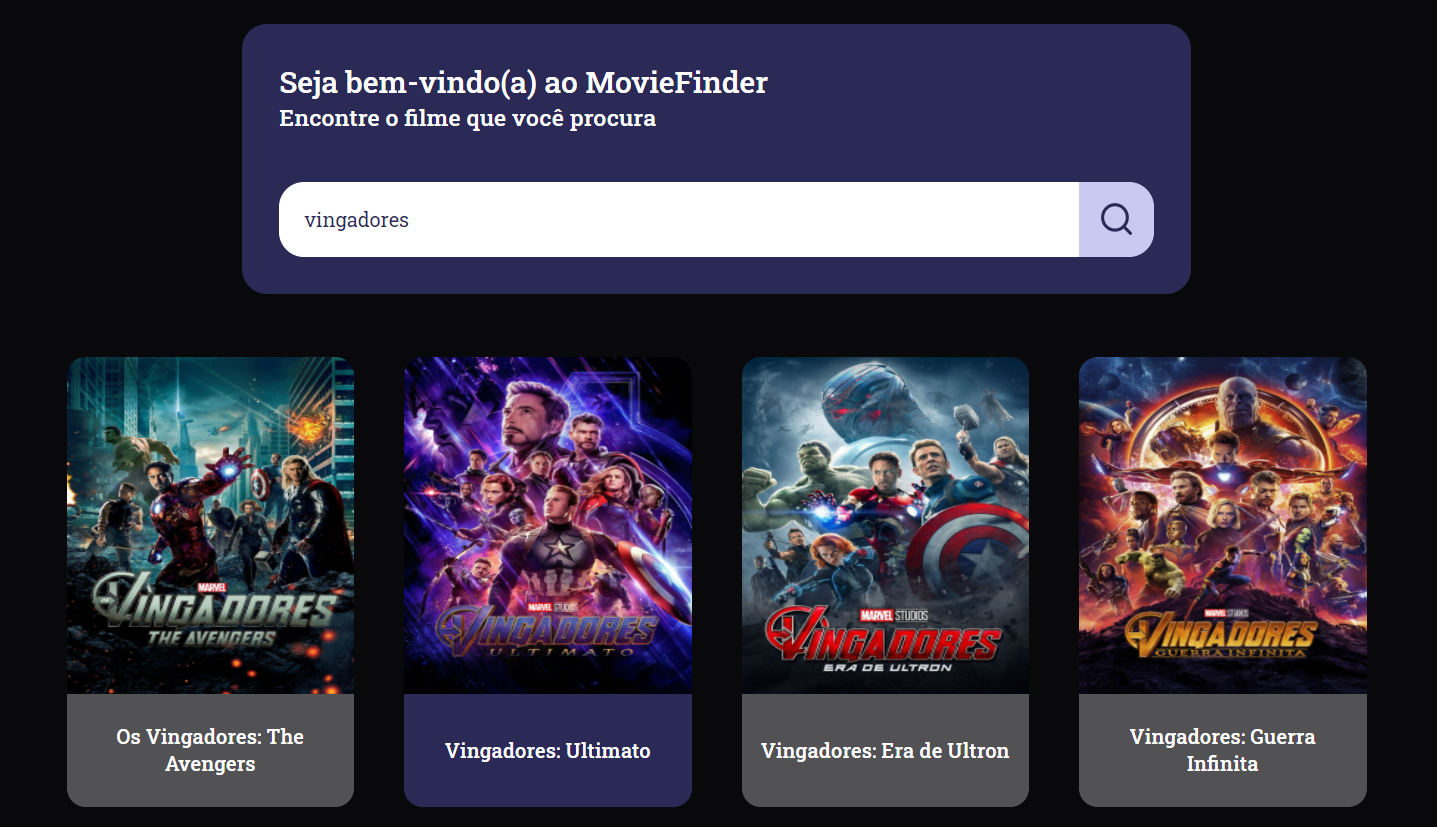 Seja bem-vindo(a) ao MovieFinder
Encontre o filme que você procura
vingadores
MARVEL
OS VINGADORES
THE AVENGERS
Os Vingadores: The
Avengers
MARVEL STUDIOS
VINGADORES
ULTIMATO
Vingadores: Ultimato
MARVEL STUDIOS
VINGADORES
ERA DE ULTRON
Vingadores: Era de Ultron
MARVEL STUDIOS
VINGADORES
GUERRA INFINITA
Vingadores: Guerra
Infinita